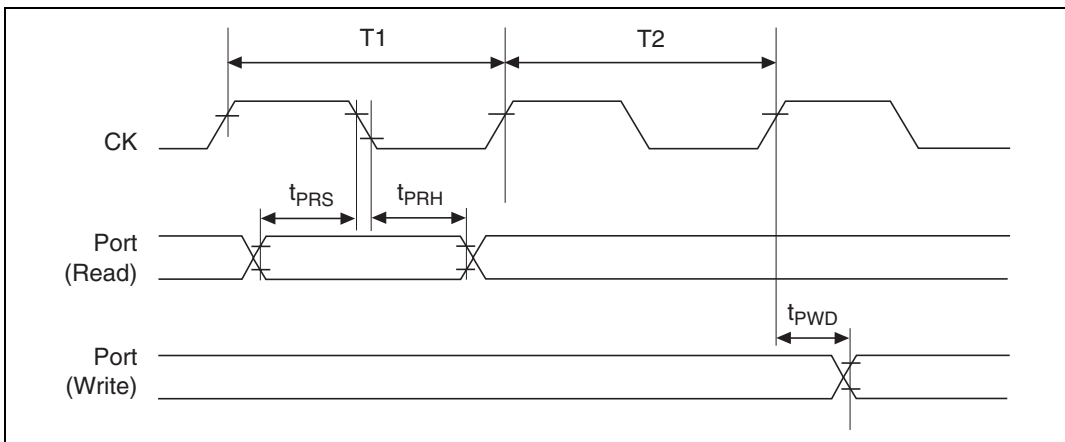 T1
T2
CK
tPRS
tPRH
Port
(Read)
tPWD
Port
(Write)